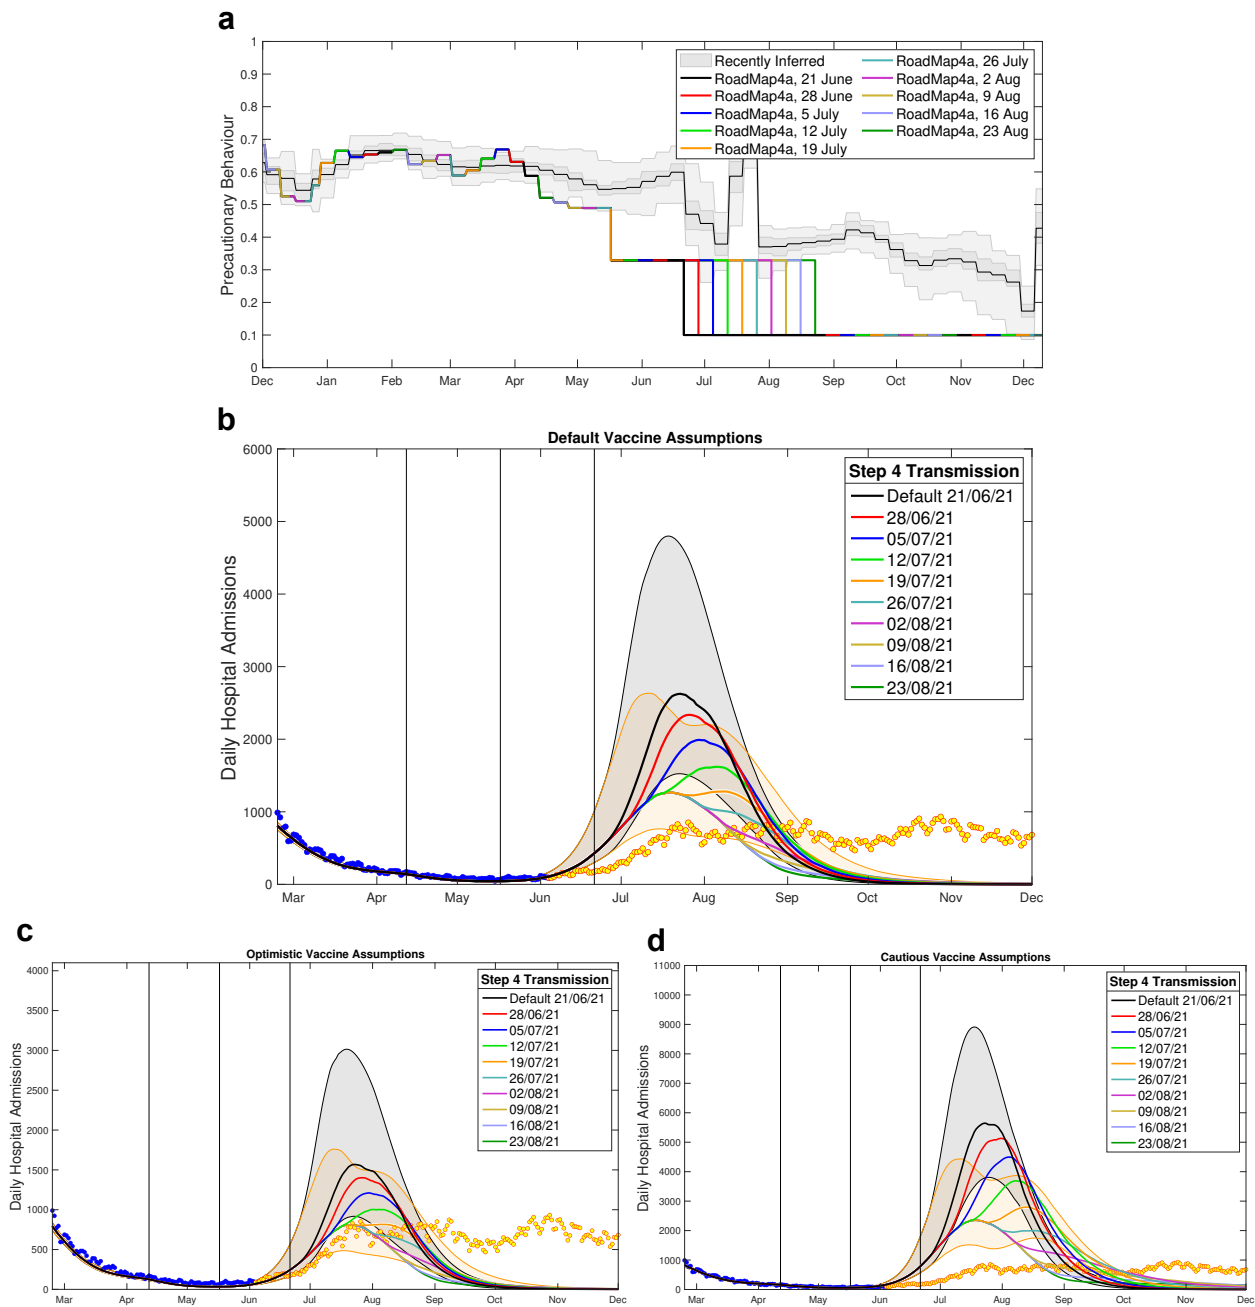 a
1
0.9
0.8
0.7
0.6
0.5
0.4
0.3
0.2
0.1
0
Precautionary Behaviour
Recently Inferred
RoadMap4a, 21 June
RoadMap4a, 28 June
RoadMap4a, 5 July
RoadMap4a, 12 July
RoadMap4a, 19 July
RoadMap4a, 26 July
RoadMap4a, 2 Aug
RoadMap4a, 9 Aug
RoadMap4a, 16 Aug
RoadMap4a, 23 Aug
Dec Jan Feb Mar Apr May Jun Jul Aug Sep Oct Nov Dec
b
Default Vaccine Assumptions
6000
5000
4000
3000
2000
1000
0
Daily Hospital Admissions
Step 4 Transmission
Default 21/06/21
28/06/21
05/07/21
12/07/21
19/07/21
26/07/21
02/08/21
09/08/21
16/08/21
23/08/21
Mar Apr May Jun Jul Aug Sep Oct Nov Dec
c
Optimistic Vaccine Assumptions
4000
3500
3000
2500
2000
1500
1000
500
0
Daily Hospital Admissions
Step 4 Transmission
Default 21/06/21
28/06/21
05/07/21
12/07/21
19/07/21
26/07/21
02/08/21
09/08/21
16/08/21
23/08/21
Mar Apr May Jun Jul Aug Sep Oct Nov Dec
d
Cautious Vaccine Assumptions
11000
10000
9000
8000
7000
6000
5000
4000
3000
2000
1000
0
Daily Hospital Admissions
Step 4 Transmission
Default 21/06/21
28/06/21
05/07/21
12/07/21
19/07/21
26/07/21
02/08/21
09/08/21
16/08/21
23/08/21
Mar Apr May Jun Jul Aug Sep Oct Nov Dec